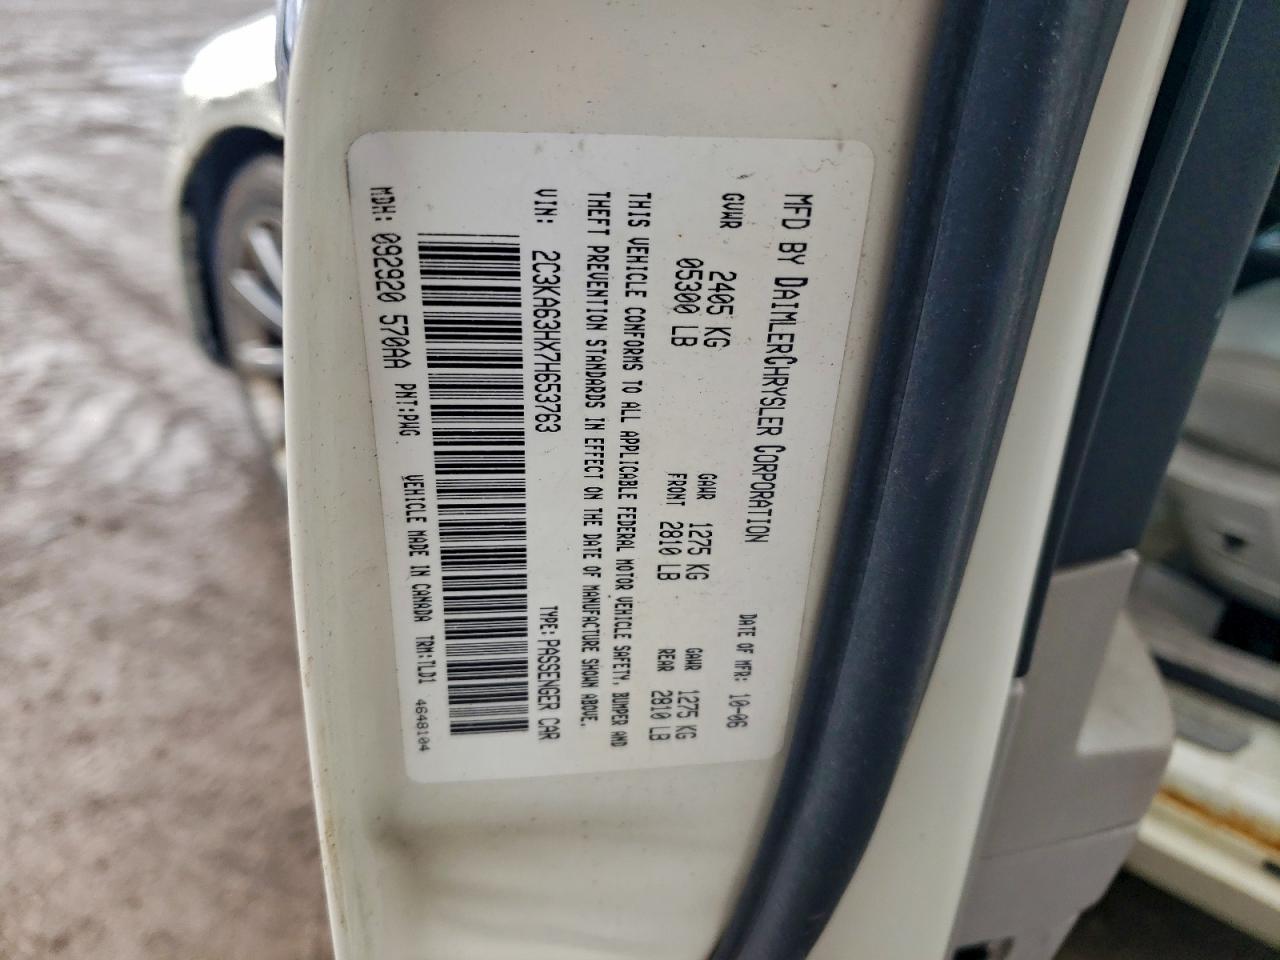 MFD BY DAIMLERCHRYSLER CORPORATION
DATE OF MFR: 10-06
GVWR 2405 KG 05300 LB
GAWR FRONT 1275 KG 2810 LB
GAWR REAR 1275 KG 2810 LB
THIS VEHICLE CONFORMS TO ALL APPLICABLE FEDERAL MOTOR VEHICLE SAFETY, BUMPER AND
THEFT PREVENTION STANDARDS IN EFFECT ON THE DATE OF MANUFACTURE SHOWN ABOVE.
VIN: 2C3KA63HX7H653763 TYPE: PASSENGER CAR
MDH: 092920 570AA PNT:PWG VEHICLE MADE IN CANADA TRM:TLD1 4648104